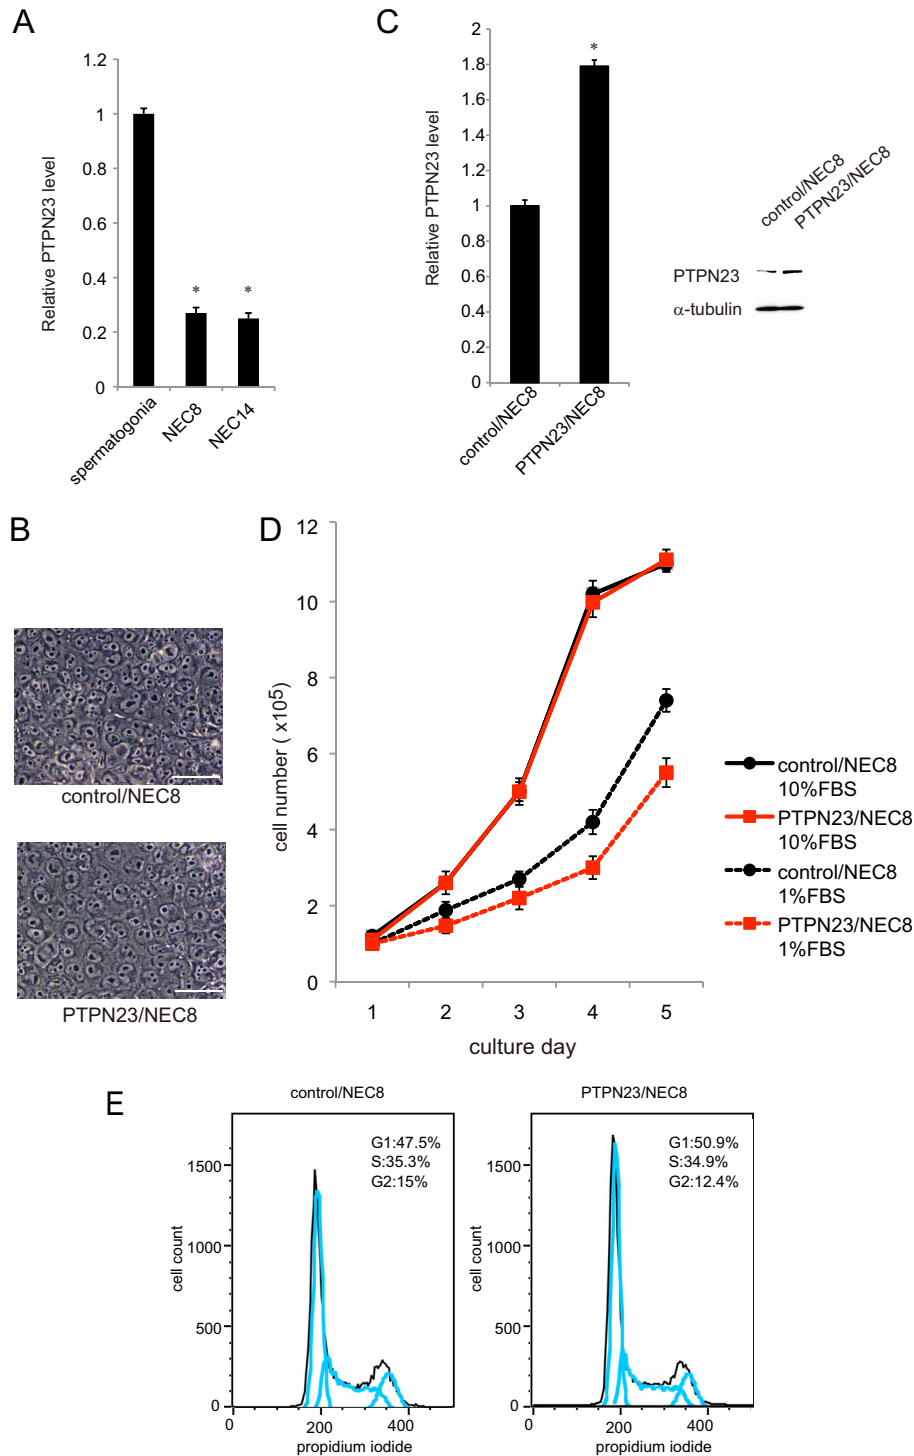 A
1.2
1
0.8
0.6
0.4
0.2
0
Relative PTPN23 level
*
*
spermatogonia
NEC8
NEC14
C
2
1.8
1.6
1.4
1.2
1
0.8
0.6
0.4
0.2
0
Relative PTPN23 level
*
control/NEC8
PTPN23/NEC8
control/NEC8
PTPN23/NEC8
PTPN23
α-tubulin
B
control/NEC8
PTPN23/NEC8
D
12
10
8
6
4
2
0
cell number ( x10⁵)
1
2
3
4
5
culture day
control/NEC8
10%FBS
PTPN23/NEC8
10%FBS
control/NEC8
1%FBS
PTPN23/NEC8
1%FBS
E
control/NEC8
G1:47.5%
S:35.3%
G2:15%
1500
1000
500
0
cell count
0
200
400
propidium iodide
PTPN23/NEC8
G1:50.9%
S:34.9%
G2:12.4%
1500
1000
500
0
cell count
0
200
400
propidium iodide